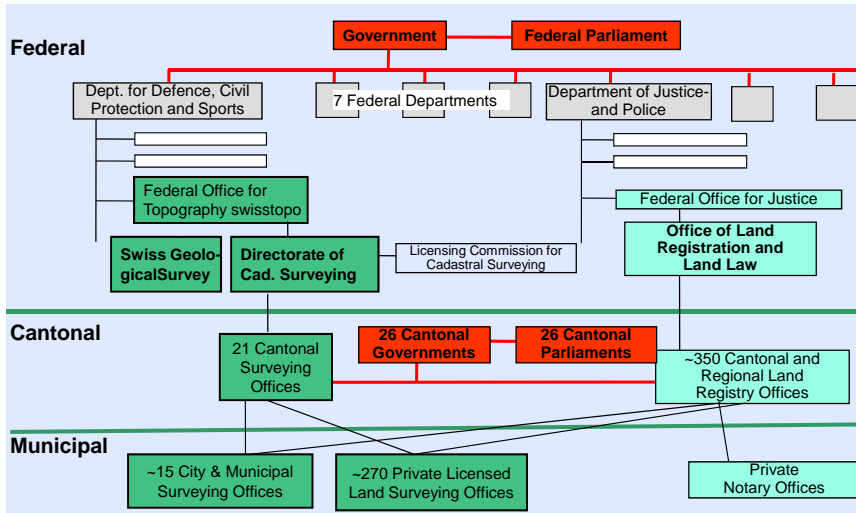 Federal
Government
Federal Parliament
Dept. for Defence, Civil
Protection and Sports
7 Federal Departments
Department of Justice-
and Police
Federal Office for
Topography swisstopo
Federal Office for Justice
Swiss Geolo-
gicalSurvey
Directorate of
Cad. Surveying
Licensing Commission for
Cadastral Surveying
Office of Land
Registration and
Land Law
Cantonal
21 Cantonal
Surveying
Offices
26 Cantonal
Governments
26 Cantonal
Parliaments
~350 Cantonal and
Regional Land
Registry Offices
Municipal
~15 City & Municipal
Surveying Offices
~270 Private Licensed
Land Surveying Offices
Private
Notary Offices